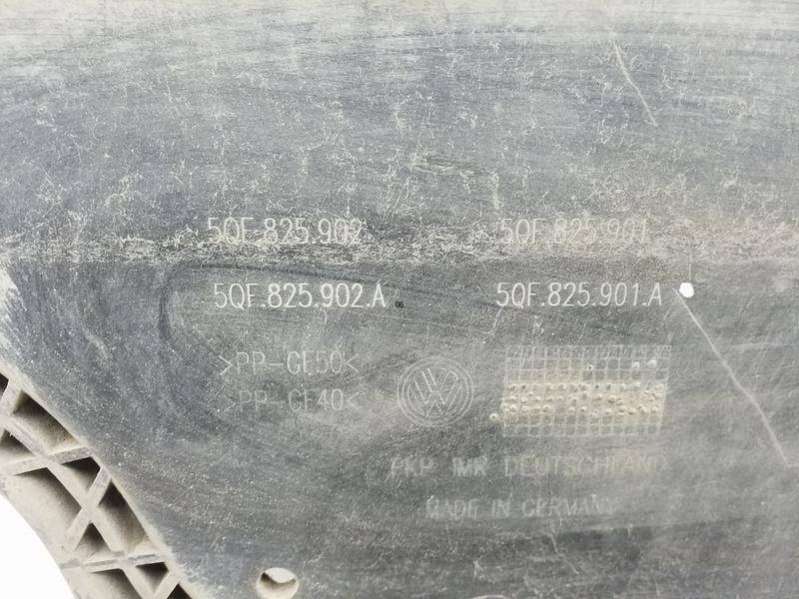 5QF.825.902 5QF.825.901
5QF.825.902.A 5QF.825.901.A
>PP-GF50<
>PP-GF40<
DEUTSCHLAND
MADE IN GERMANY